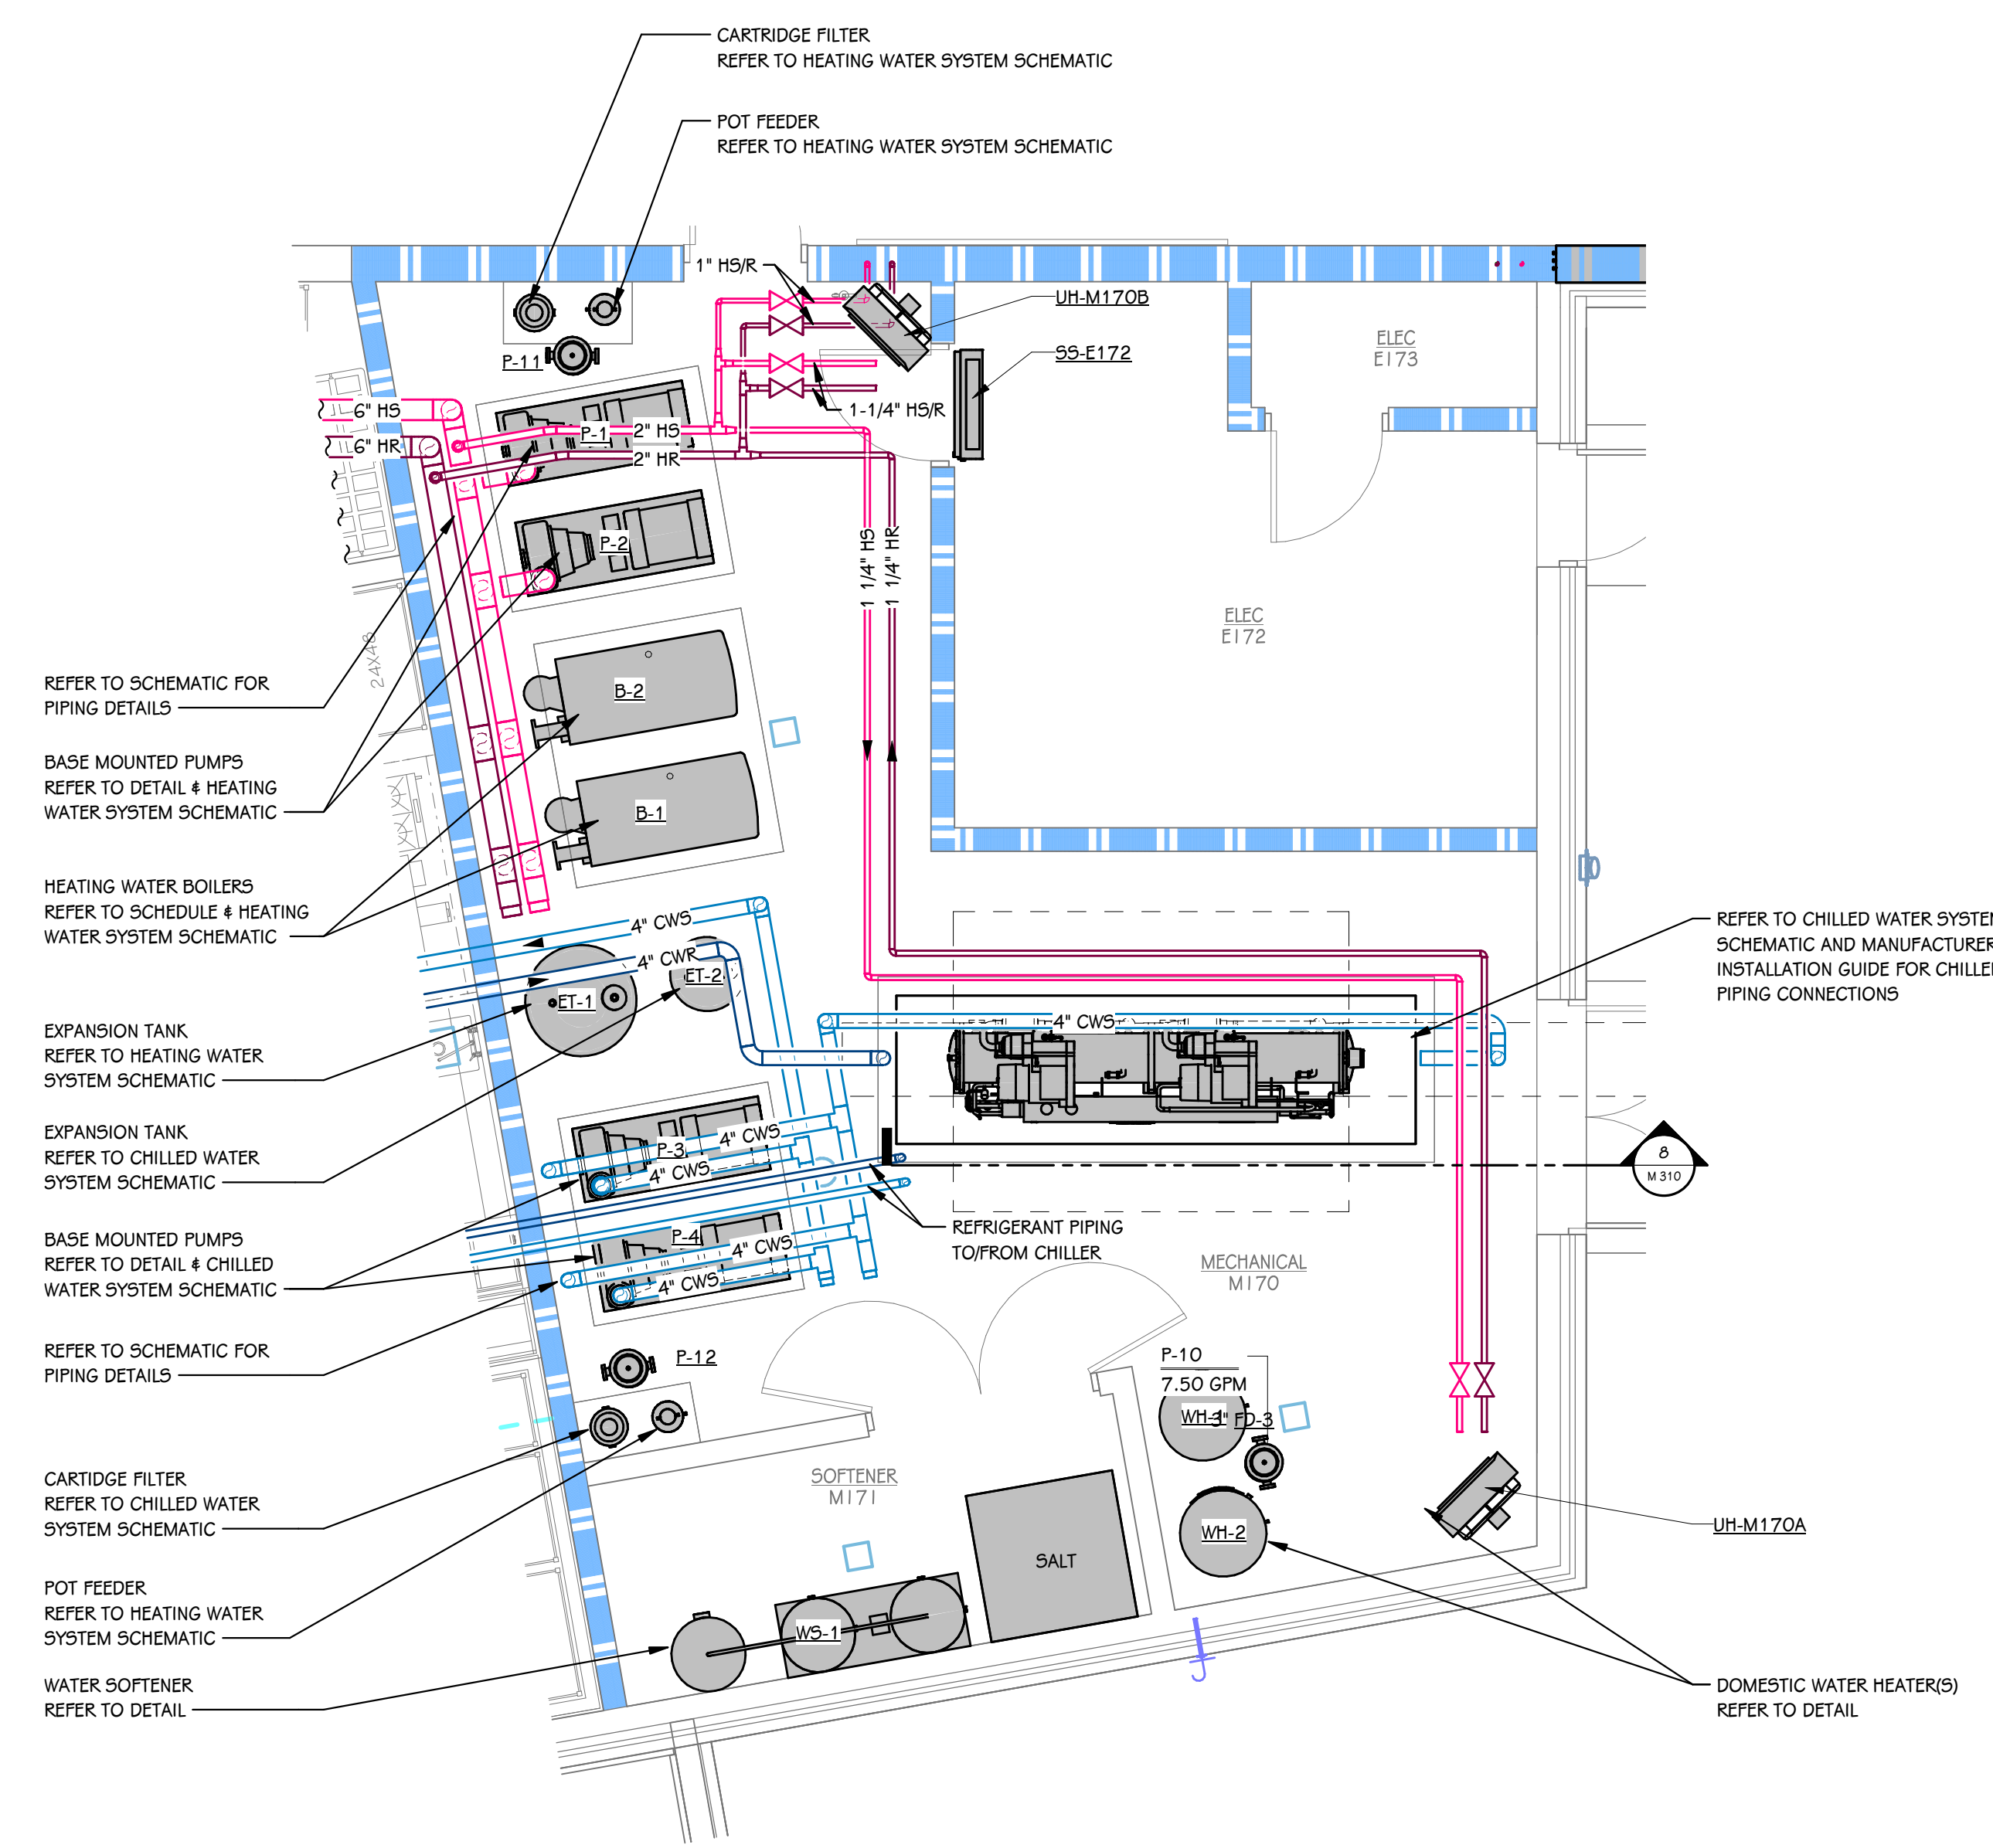 CARTRIDGE FILTER
REFER TO HEATING WATER SYSTEM SCHEMATIC
POT FEEDER
REFER TO HEATING WATER SYSTEM SCHEMATIC
1" HS/R
UH-M170B
SS-E172
ELEC
E173
P-11
1-1/4" HS/R
6" HS
6" HR
P-1
2" HS
2" HR
P-2
1 1/4" HS
1 1/4" HR
ELEC
E172
24X48
REFER TO SCHEMATIC FOR
PIPING DETAILS
B-2
BASE MOUNTED PUMPS
REFER TO DETAIL & HEATING
WATER SYSTEM SCHEMATIC
B-1
HEATING WATER BOILERS
REFER TO SCHEDULE & HEATING
WATER SYSTEM SCHEMATIC
4" CWS
4" CWR
ET-1
ET-2
REFER TO CHILLED WATER SYSTEM
SCHEMATIC AND MANUFACTURER
INSTALLATION GUIDE FOR CHILLE
PIPING CONNECTIONS
4" CWS
EXPANSION TANK
REFER TO HEATING WATER
SYSTEM SCHEMATIC
EXPANSION TANK
REFER TO CHILLED WATER
SYSTEM SCHEMATIC
P-3
4" CWS
4" CWS
8
M 310
BASE MOUNTED PUMPS
REFER TO DETAIL & CHILLED
WATER SYSTEM SCHEMATIC
P-4
4" CWS
4" CWS
REFRIGERANT PIPING
TO/FROM CHILLER
MECHANICAL
M170
REFER TO SCHEMATIC FOR
PIPING DETAILS
P-12
P-10
7.50 GPM
WH-1
3" FD-3
CARTIDGE FILTER
REFER TO CHILLED WATER
SYSTEM SCHEMATIC
SOFTENER
M171
WH-2
UH-M170A
SALT
POT FEEDER
REFER TO HEATING WATER
SYSTEM SCHEMATIC
WS-1
WATER SOFTENER
REFER TO DETAIL
DOMESTIC WATER HEATER(S)
REFER TO DETAIL